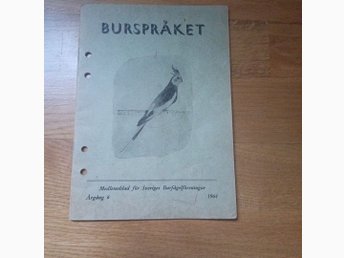 BURSPRÅKET
Medlemsblad för Sveriges Burfågelföreningar
Årgång 6 1964